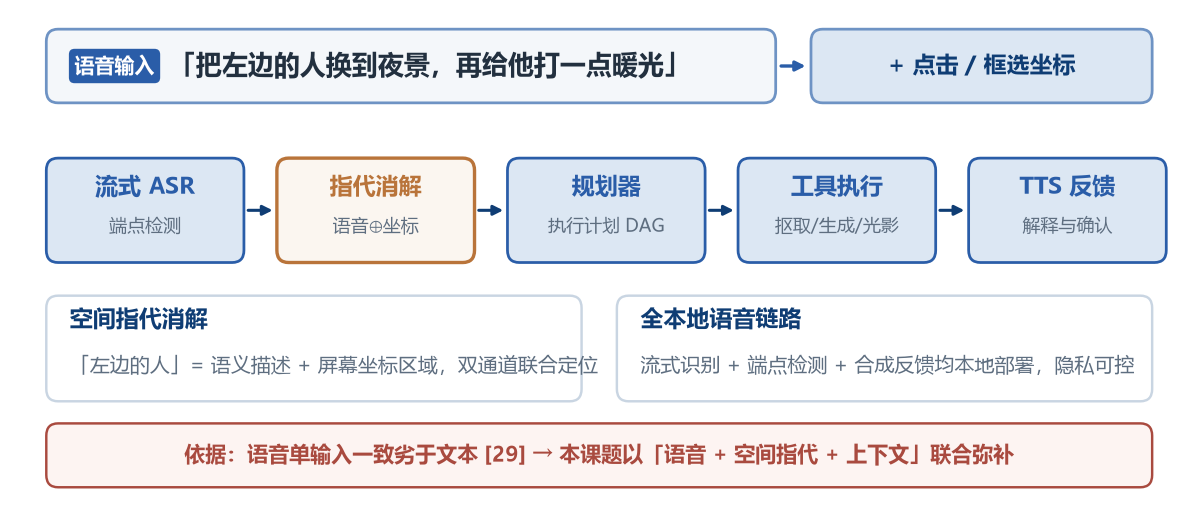 语音输入 「把左边的人换到夜景，再给他打一点暖光」
+ 点击 / 框选坐标
流式 ASR
端点检测
指代消解
语音⊕坐标
规划器
执行计划 DAG
工具执行
抠取/生成/光影
TTS 反馈
解释与确认
空间指代消解
「左边的人」= 语义描述 + 屏幕坐标区域，双通道联合定位
全本地语音链路
流式识别 + 端点检测 + 合成反馈均本地部署，隐私可控
依据：语音单输入一致劣于文本 [29] → 本课题以「语音 + 空间指代 + 上下文」联合弥补